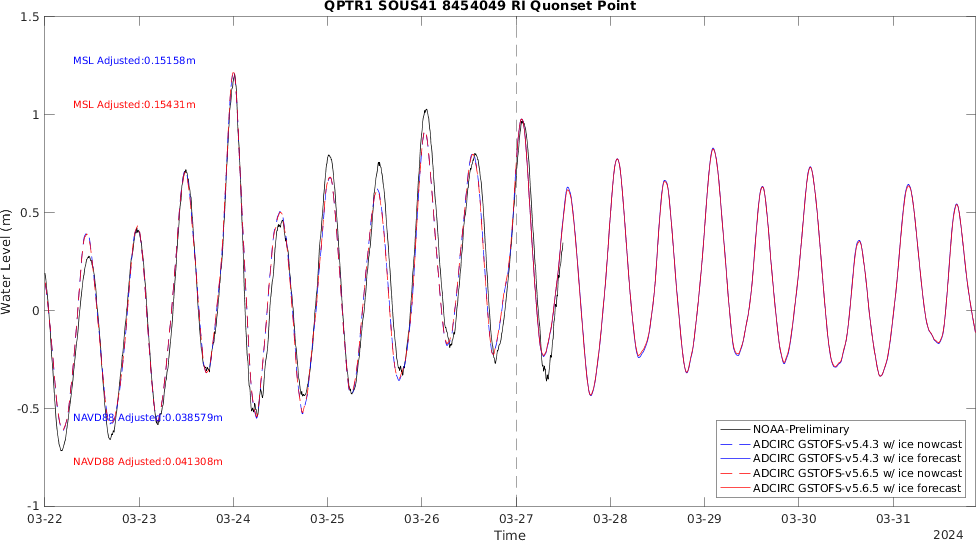 QPTR1 SOUS41 8454049 RI Quonset Point
1.5
1
0.5
0
-0.5
-1
Water Level (m)
MSL Adjusted:0.15158m
MSL Adjusted:0.15431m
NAVD88 Adjusted:0.038579m
NAVD88 Adjusted:0.041308m
NOAA-Preliminary
ADCIRC GSTOFS-v5.4.3 w/ ice nowcast
ADCIRC GSTOFS-v5.4.3 w/ ice forecast
ADCIRC GSTOFS-v5.6.5 w/ ice nowcast
ADCIRC GSTOFS-v5.6.5 w/ ice forecast
03-22 03-23 03-24 03-25 03-26 03-27 03-28 03-29 03-30 03-31
Time
2024